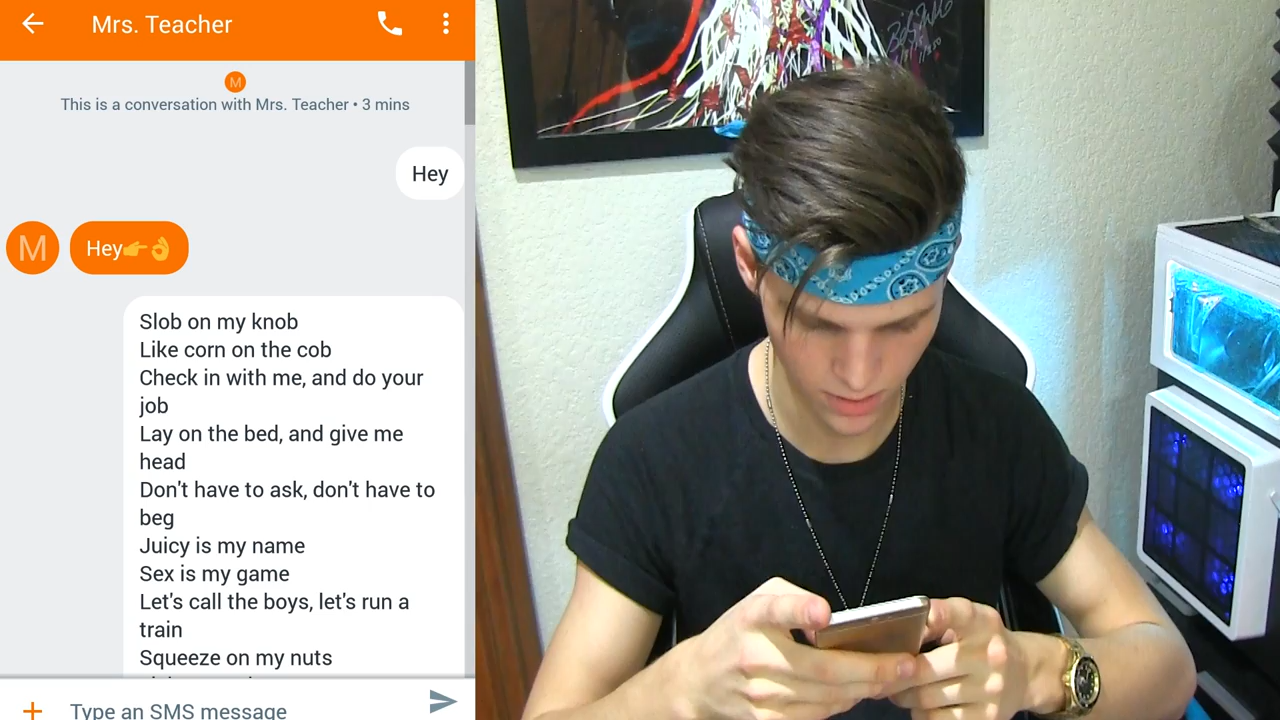 Mrs. Teacher
M
This is a conversation with Mrs. Teacher • 3 mins
Hey
M
Hey👉👌
Slob on my knob
Like corn on the cob
Check in with me, and do your
job
Lay on the bed, and give me
head
Don't have to ask, don't have to
beg
Juicy is my name
Sex is my game
Let's call the boys, let's run a
train
Squeeze on my nuts
Type an SMS message